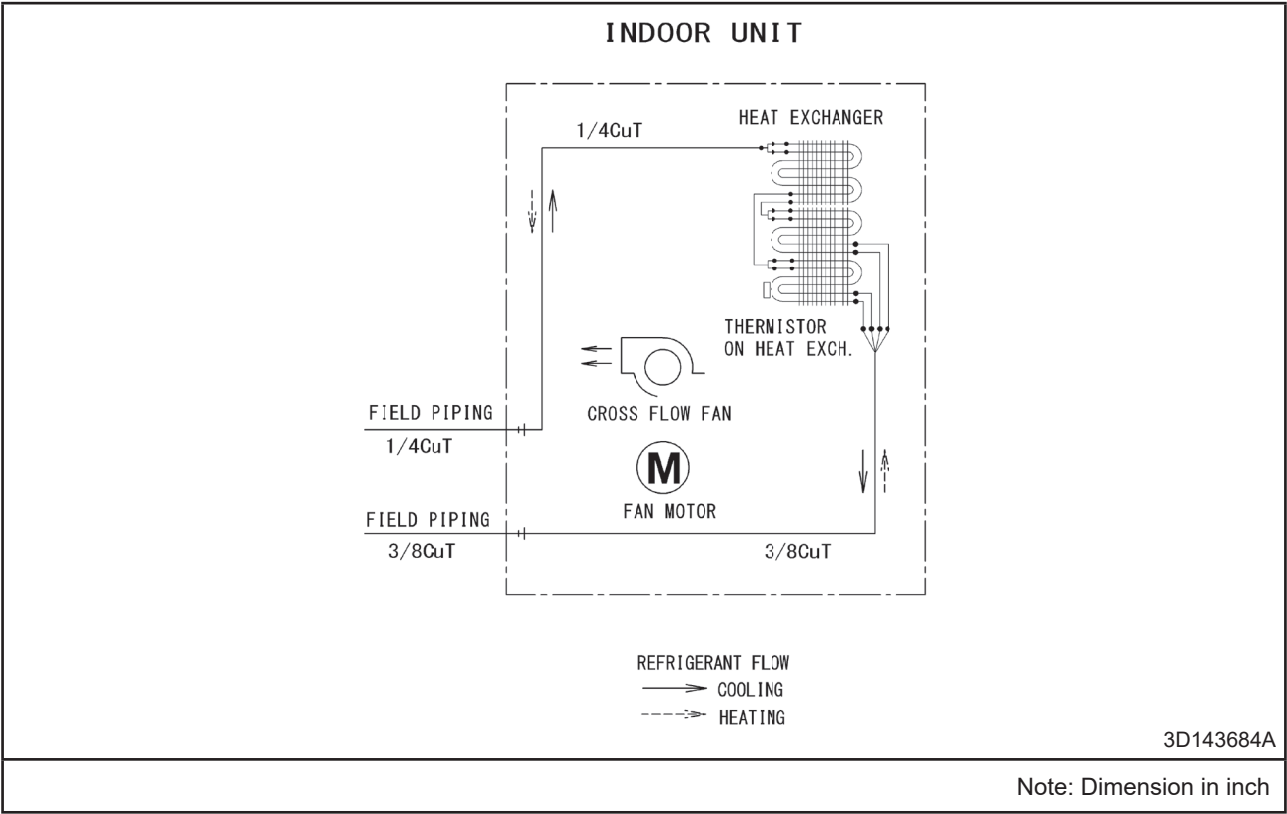 INDOOR UNIT
HEAT EXCHANGER
1/4CuT
THERNISTOR
ON HEAT EXCH.
CROSS FLOW FAN
FIELD PIPING
1/4CuT
M
FAN MOTOR
FIELD PIPING
3/8CuT
3/8CuT
REFRIGERANT FLOW
COOLING
HEATING
3D143684A
Note: Dimension in inch